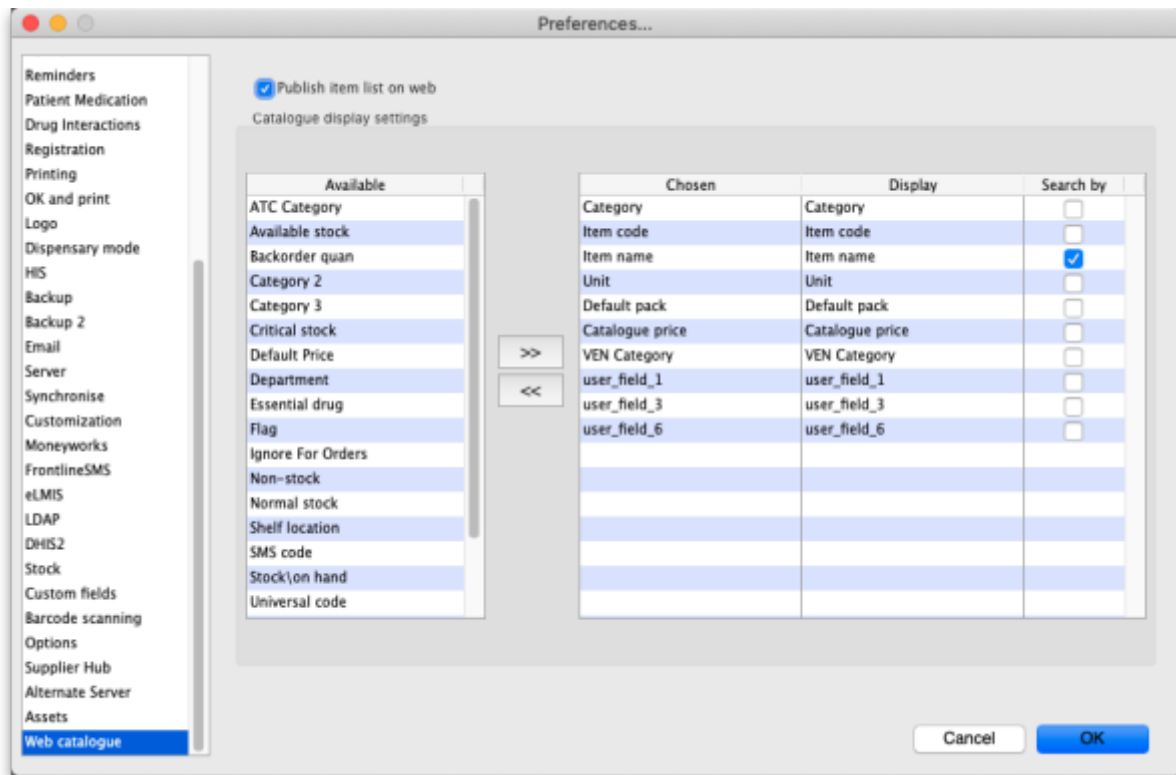 Preferences...
Reminders
Patient Medication
Drug Interactions
Registration
Printing
OK and print
Logo
Dispensary mode
HIS
Backup
Backup 2
Email
Server
Synchronise
Customization
Moneyworks
FrontlineSMS
eLMIS
LDAP
DHIS2
Stock
Custom fields
Barcode scanning
Options
Supplier Hub
Alternate Server
Assets
Web catalogue
Publish item list on web
Catalogue display settings
Available
ATC Category
Available stock
Backorder quan
Category 2
Category 3
Critical stock
Default Price
Department
Essential drug
Flag
Ignore For Orders
Non-stock
Normal stock
Shelf location
SMS code
Stock\on hand
Universal code
>>
<<
Chosen Display Search by
Category Category
Item code Item code
Item name Item name
Unit Unit
Default pack Default pack
Catalogue price Catalogue price
VEN Category VEN Category
user_field_1 user_field_1
user_field_3 user_field_3
user_field_6 user_field_6
Cancel OK